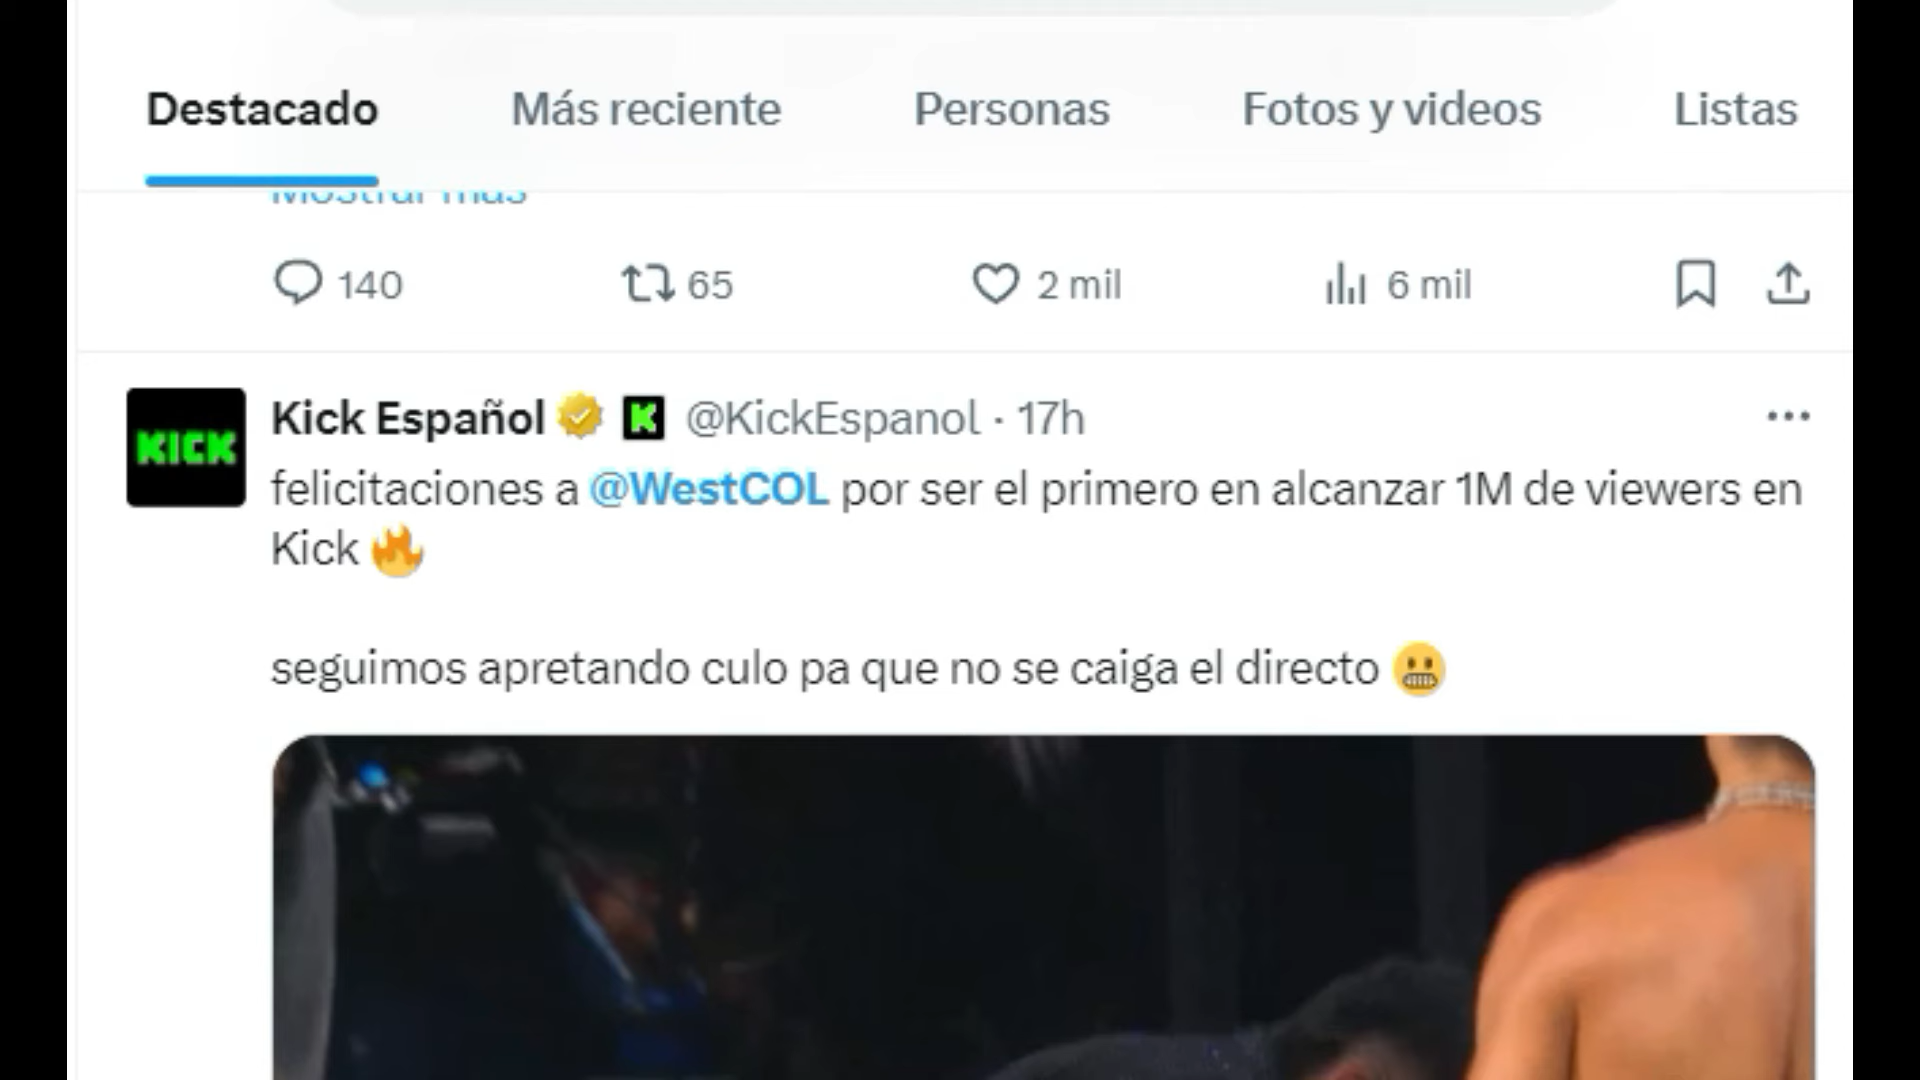 Destacado Más reciente Personas Fotos y videos Listas
Mostrar más
140 65 2 mil 6 mil
KICK
Kick Español K @KickEspanol · 17h
felicitaciones a @WestCOL por ser el primero en alcanzar 1M de viewers en
Kick 🔥
seguimos apretando culo pa que no se caiga el directo 😬